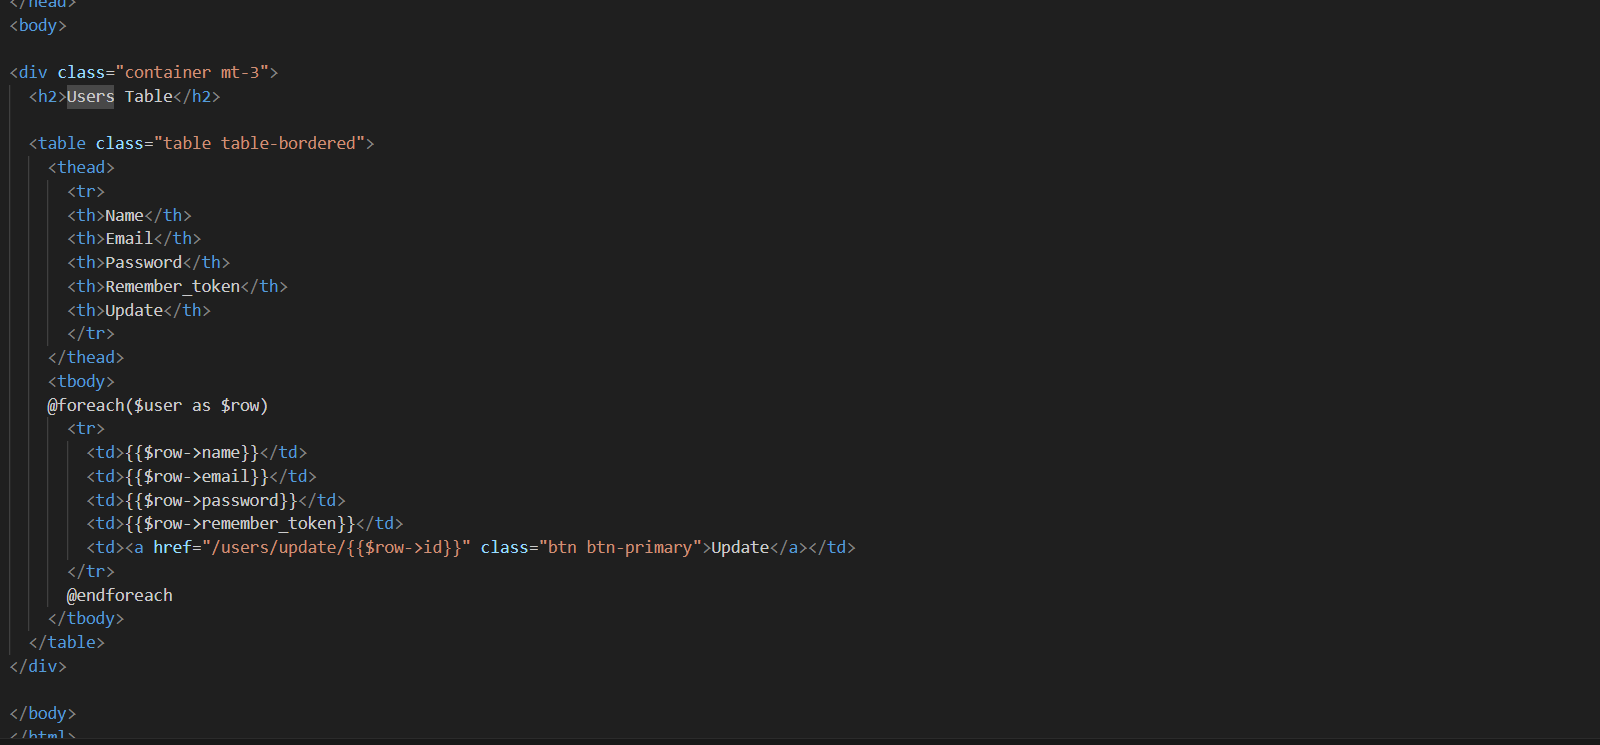 </head>
<body>
<div class="container mt-3">
<h2>Users Table</h2>
<table class="table table-bordered">
<thead>
<tr>
<th>Name</th>
<th>Email</th>
<th>Password</th>
<th>Remember_token</th>
<th>Update</th>
</tr>
</thead>
<tbody>
@foreach($user as $row)
<tr>
<td>{{$row->name}}</td>
<td>{{$row->email}}</td>
<td>{{$row->password}}</td>
<td>{{$row->remember_token}}</td>
<td><a href="/users/update/{{$row->id}}" class="btn btn-primary">Update</a></td>
</tr>
@endforeach
</tbody>
</table>
</div>
</body>
</html>